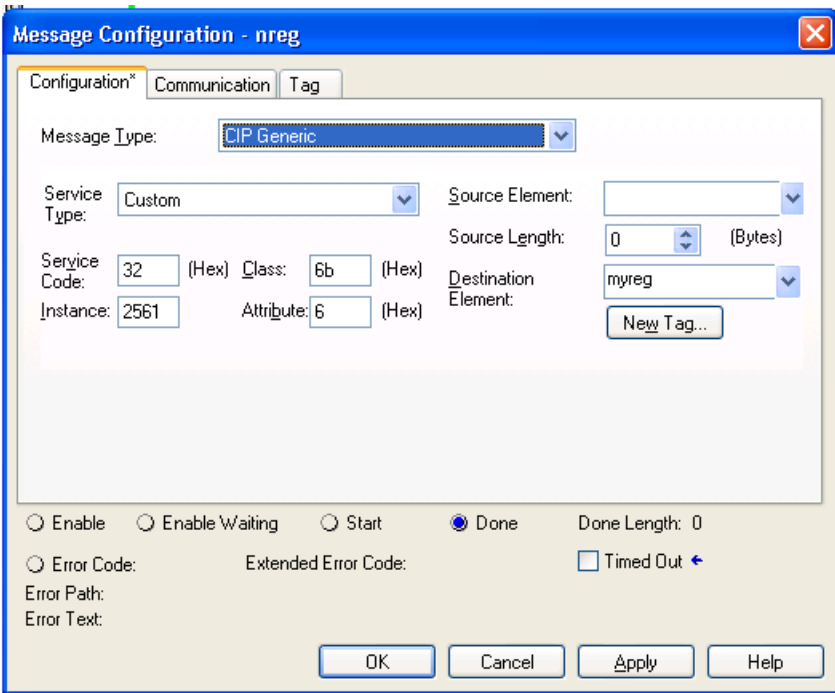 Message Configuration - nreg
Configuration* Communication Tag
Message Type: CIP Generic
Service Type: Custom
Source Element:
Source Length: 0 (Bytes)
Service Code: 32 (Hex) Class: 6b (Hex)
Destination Element: myreg
Instance: 2561 Attribute: 6 (Hex)
New Tag...
Enable Enable Waiting Start Done Done Length: 0
Error Code: Extended Error Code: Timed Out
Error Path:
Error Text:
OK Cancel Apply Help